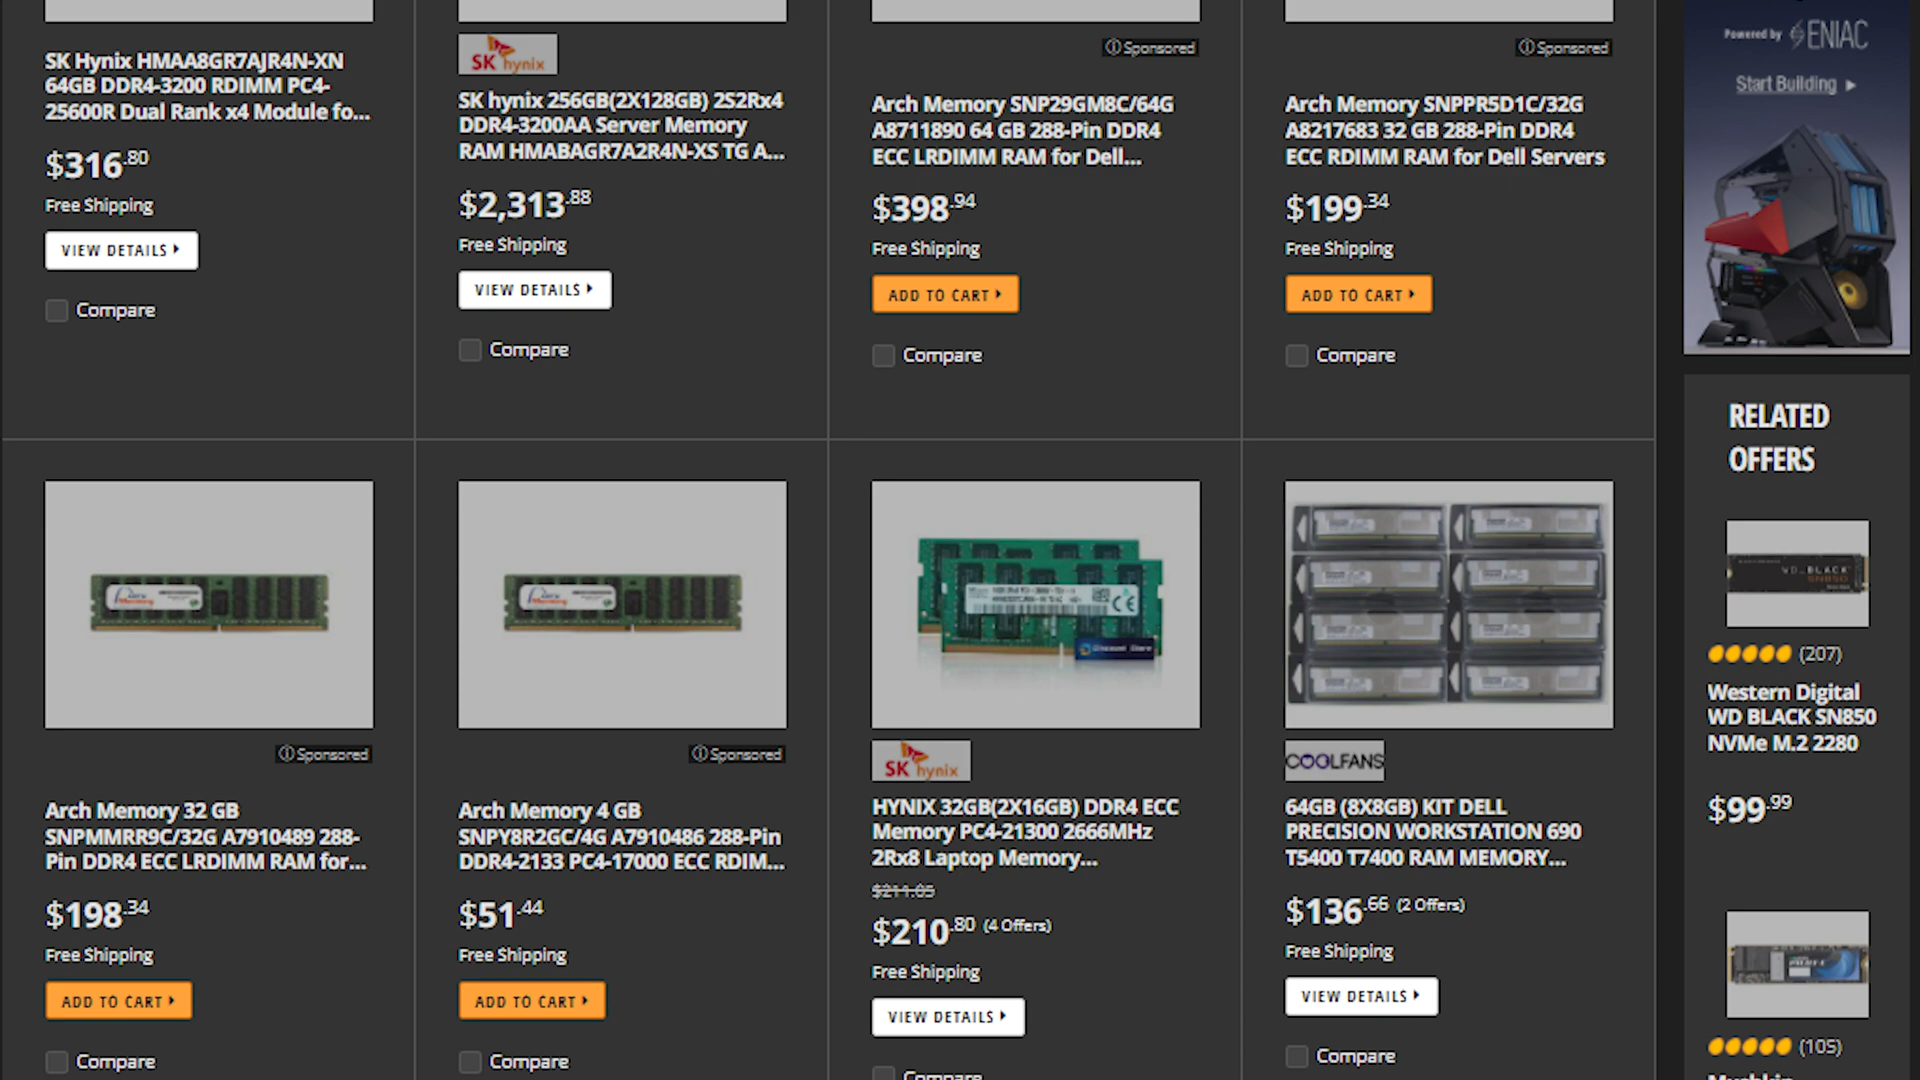 SK Hynix HMAA8GR7AJR4N-XN
64GB DDR4-3200 RDIMM PC4-
25600R Dual Rank x4 Module fo...
$316.80
Free Shipping
VIEW DETAILS
Compare
SK hynix
SK hynix 256GB(2X128GB) 2S2Rx4
DDR4-3200AA Server Memory
RAM HMABAGR7A2R4N-XS TG A...
$2,313.88
Free Shipping
VIEW DETAILS
Compare
Sponsored
Arch Memory SNP29GM8C/64G
A8711890 64 GB 288-Pin DDR4
ECC LRDIMM RAM for Dell...
$398.94
Free Shipping
ADD TO CART
Compare
Sponsored
Arch Memory SNPPR5D1C/32G
A8217683 32 GB 288-Pin DDR4
ECC RDIMM RAM for Dell Servers
$199.34
Free Shipping
ADD TO CART
Compare
Powered by ENIAC
Start Building
Sponsored
Arch Memory 32 GB
SNPMMRR9C/32G A7910489 288-
Pin DDR4 ECC LRDIMM RAM for...
$198.34
Free Shipping
ADD TO CART
Compare
Sponsored
Arch Memory 4 GB
SNPY8R2GC/4G A7910486 288-Pin
DDR4-2133 PC4-17000 ECC RDIM...
$51.44
Free Shipping
ADD TO CART
Compare
SK hynix
HYNIX 32GB(2X16GB) DDR4 ECC
Memory PC4-21300 2666MHz
2Rx8 Laptop Memory...
$211.05
$210.80 (4 Offers)
Free Shipping
VIEW DETAILS
Compare
COOLFANS
64GB (8X8GB) KIT DELL
PRECISION WORKSTATION 690
T5400 T7400 RAM MEMORY...
$136.66 (2 Offers)
Free Shipping
VIEW DETAILS
Compare
RELATED
OFFERS
WD_BLACK
SN850
(207)
Western Digital
WD BLACK SN850
NVMe M.2 2280
$99.99
(105)
Mushkin